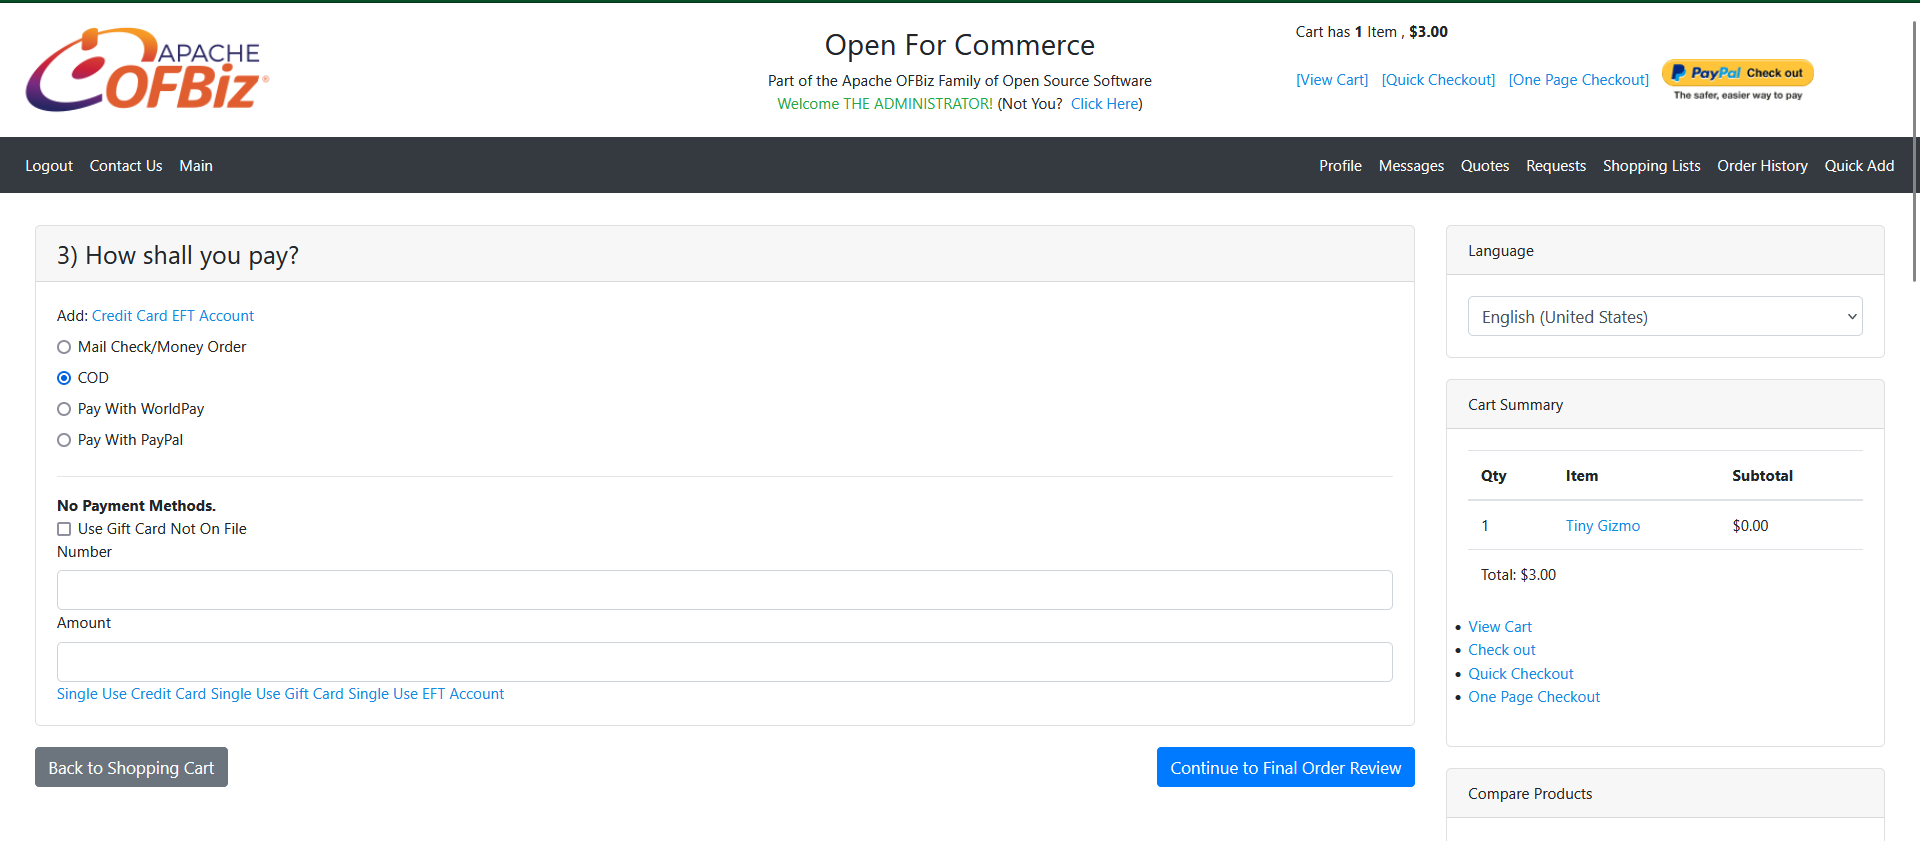 APACHE
OFBiz®
Open For Commerce
Part of the Apache OFBiz Family of Open Source Software
Welcome THE ADMINISTRATOR! (Not You? Click Here)
Cart has 1 Item , $3.00
[View Cart] [Quick Checkout] [One Page Checkout]
PayPal Check out
The safer, easier way to pay
Logout Contact Us Main
Profile Messages Quotes Requests Shopping Lists Order History Quick Add
3) How shall you pay?
Add: Credit Card EFT Account
Mail Check/Money Order
COD
Pay With WorldPay
Pay With PayPal
No Payment Methods.
Use Gift Card Not On File
Number
Amount
Single Use Credit Card Single Use Gift Card Single Use EFT Account
Back to Shopping Cart
Continue to Final Order Review
Language
English (United States)
Cart Summary
Qty Item Subtotal
1 Tiny Gizmo $0.00
Total: $3.00
• View Cart
• Check out
• Quick Checkout
• One Page Checkout
Compare Products